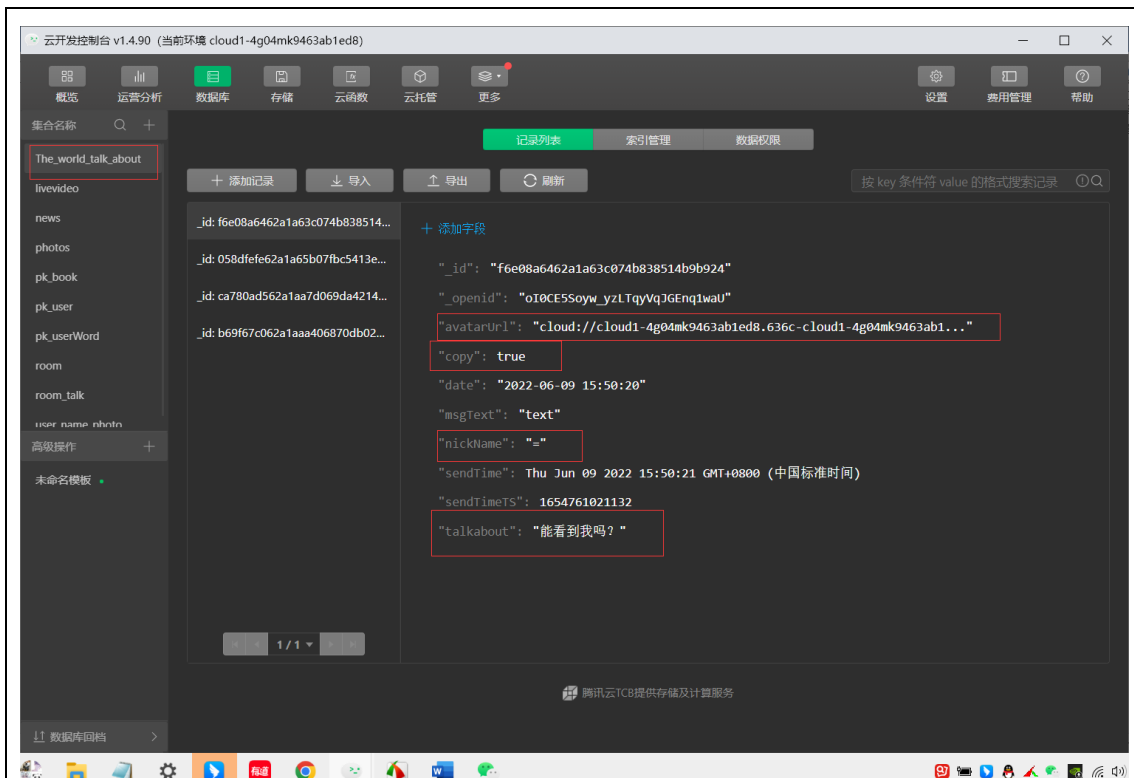 云开发控制台 v1.4.90 (当前环境 cloud1-4g04mk9463ab1ed8)
概览 运营分析 数据库 存储 云函数 云托管 更多 设置 费用管理 帮助
集合名称
记录列表 索引管理 数据权限
The_world_talk_about
livevideo
news
photos
pk_book
pk_user
pk_userWord
room
room_talk
user_name_photo
高级操作
未命名模板
数据库回档
添加记录 导入 导出 刷新 按 key 条件符 value 的格式搜索记录
_id: f6e08a6462a1a63c074b838514...
_id: 058dfefe62a1a65b07fbc5413e...
_id: ca780ad562a1aa7d069da4214...
_id: b69f67c062a1aaa406870db02...
1 / 1
添加字段
"_id": "f6e08a6462a1a63c074b838514b9b924"
"_openid": "oI0CE5Soyw_yzLTqyVqJGEnq1waU"
"avatarUrl": "cloud://cloud1-4g04mk9463ab1ed8.636c-cloud1-4g04mk9463ab1..."
"copy": true
"date": "2022-06-09 15:50:20"
"msgText": "text"
"nickName": "="
"sendTime": Thu Jun 09 2022 15:50:21 GMT+0800 (中国标准时间)
"sendTimeTS": 1654761021132
"talkabout": "能看到我吗？"
腾讯云TCB提供存储及计算服务
有道